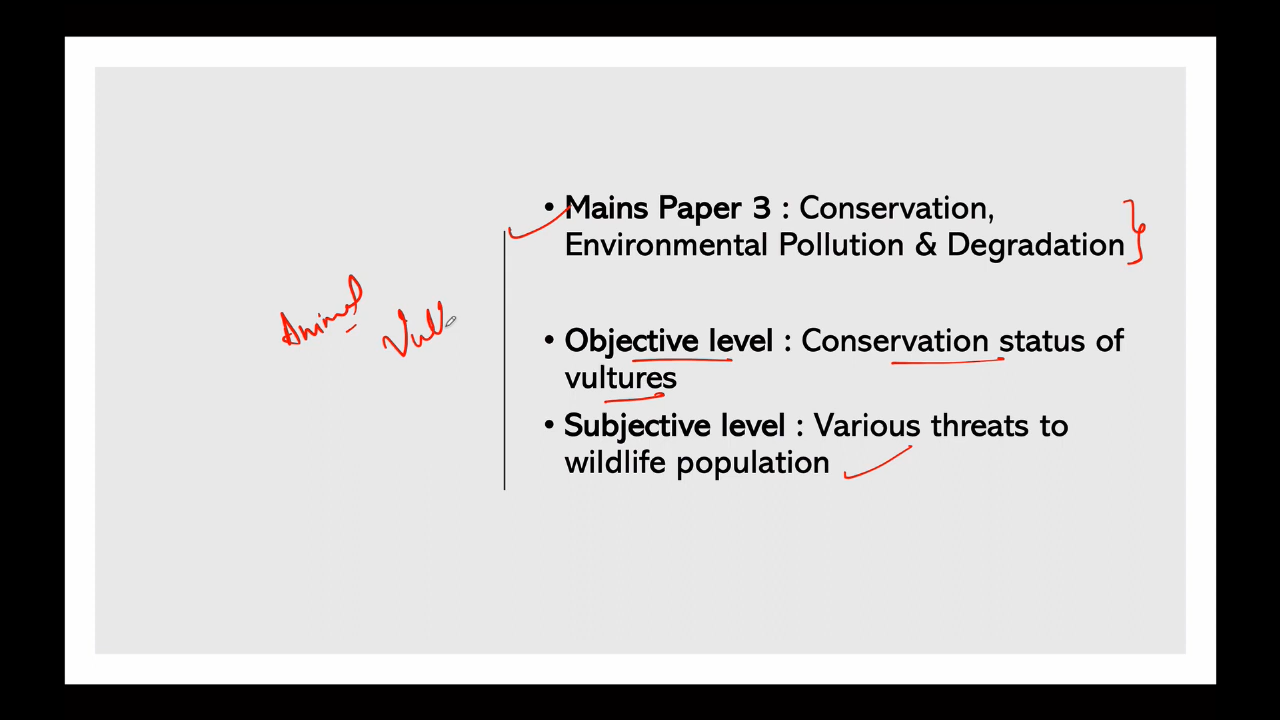 • Mains Paper 3 : Conservation,
Environmental Pollution & Degradation
Animal
Vul
• Objective level : Conservation status of
vultures
• Subjective level : Various threats to
wildlife population